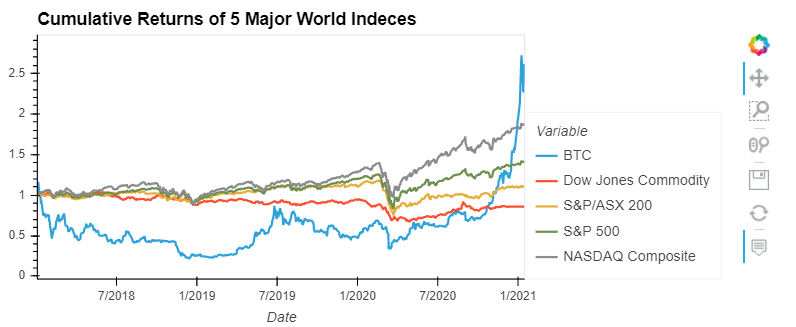 Cumulative Returns of 5 Major World Indeces
2.5
2
1.5
1
0.5
0
7/2018 1/2019 7/2019 1/2020 7/2020 1/2021
Date
Variable
BTC
Dow Jones Commodity
S&P/ASX 200
S&P 500
NASDAQ Composite